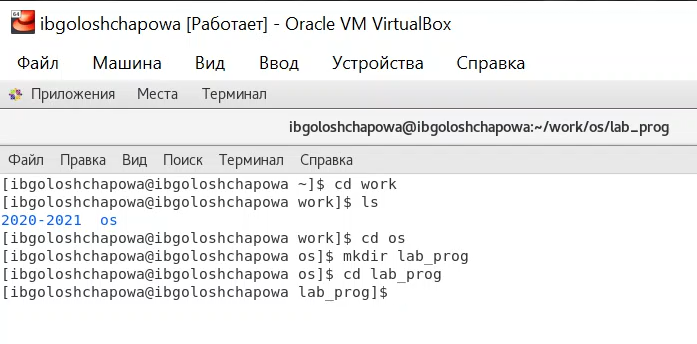 64
ibgoloshchapowa [Работает] - Oracle VM VirtualBox
Файл Машина Вид Ввод Устройства Справка
Приложения Места Терминал
ibgoloshchapowa@ibgoloshchapowa:~/work/os/lab_prog
Файл Правка Вид Поиск Терминал Справка
[ibgoloshchapowa@ibgoloshchapowa ~]$ cd work
[ibgoloshchapowa@ibgoloshchapowa work]$ ls
2020-2021 os
[ibgoloshchapowa@ibgoloshchapowa work]$ cd os
[ibgoloshchapowa@ibgoloshchapowa os]$ mkdir lab_prog
[ibgoloshchapowa@ibgoloshchapowa os]$ cd lab_prog
[ibgoloshchapowa@ibgoloshchapowa lab_prog]$